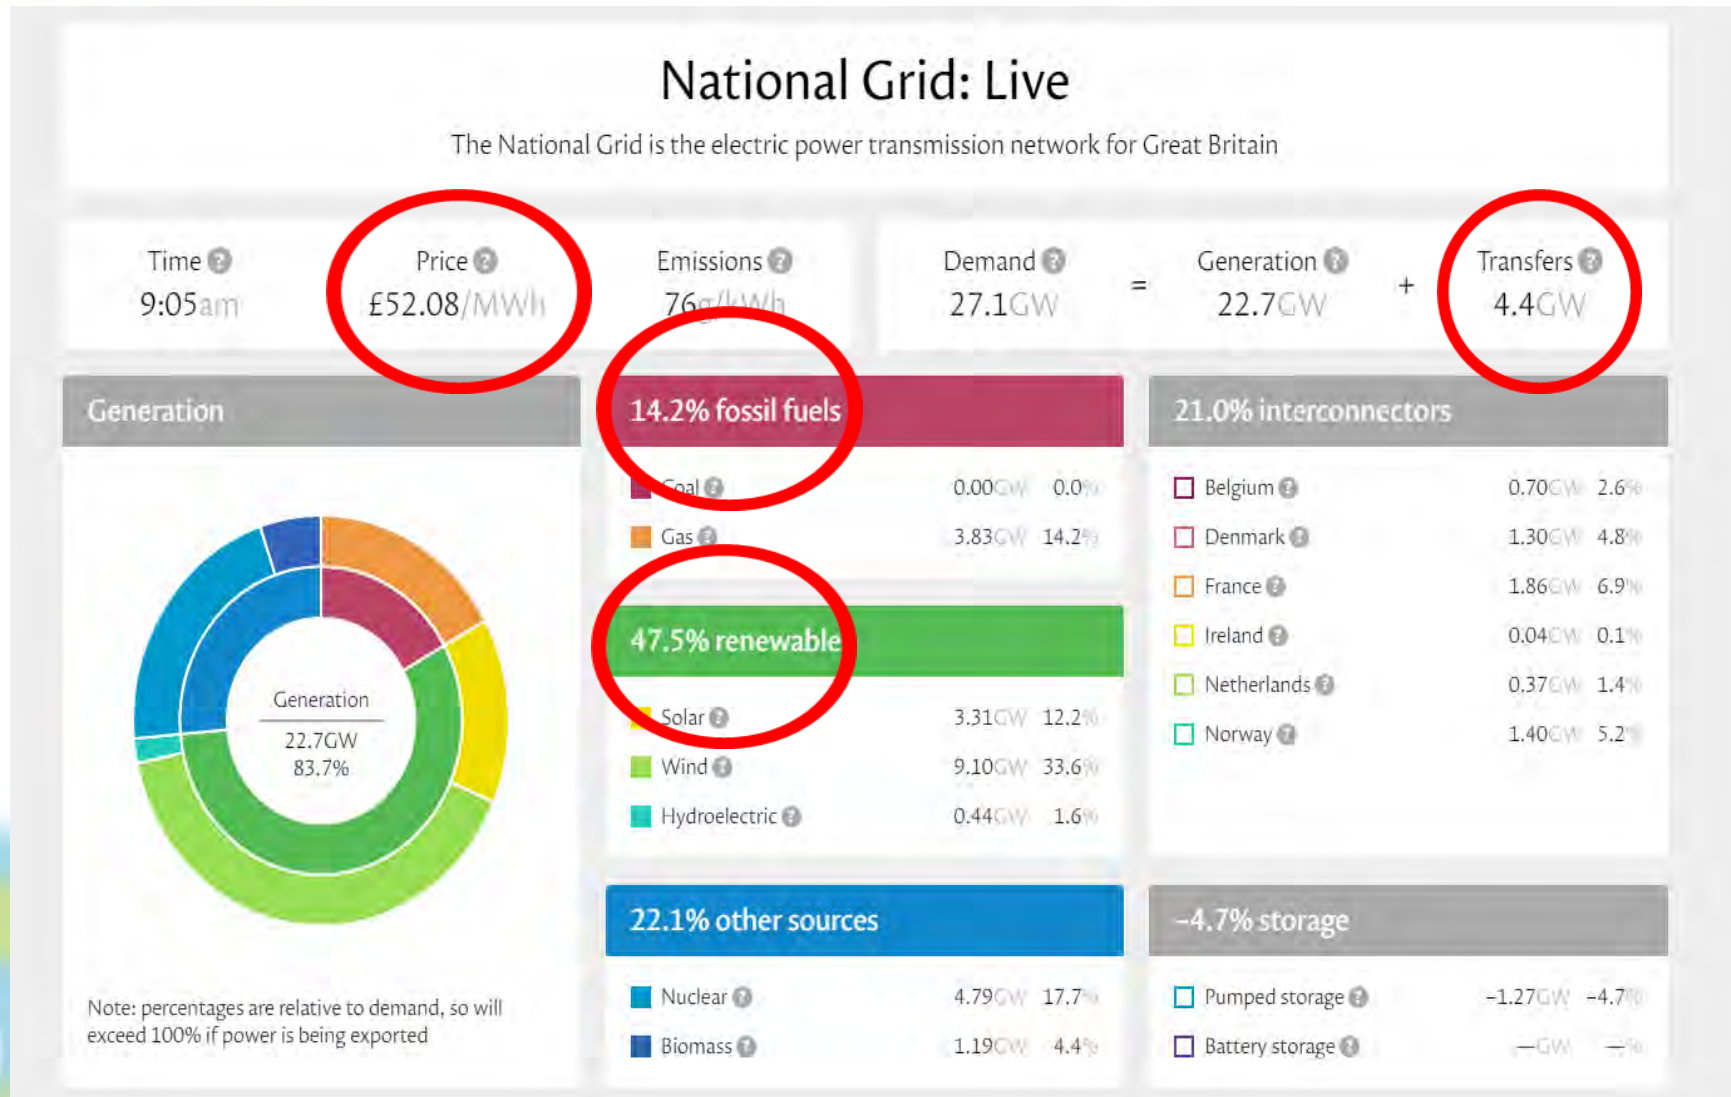 National Grid: Live
The National Grid is the electric power transmission network for Great Britain
Time ?
9:05am
Price ?
£52.08/MWh
Emissions ?
76g/kWh
Demand ?
27.1GW
=
Generation ?
22.7GW
+
Transfers ?
4.4GW
Generation
Generation
22.7GW
83.7%
Note: percentages are relative to demand, so will
exceed 100% if power is being exported
14.2% fossil fuels
Coal ? 0.00GW 0.0%
Gas ? 3.83GW 14.2%
47.5% renewable
Solar ? 3.31GW 12.2%
Wind ? 9.10GW 33.6%
Hydroelectric ? 0.44GW 1.6%
22.1% other sources
Nuclear ? 4.79GW 17.7%
Biomass ? 1.19GW 4.4%
21.0% interconnectors
Belgium ? 0.70GW 2.6%
Denmark ? 1.30GW 4.8%
France ? 1.86GW 6.9%
Ireland ? 0.04GW 0.1%
Netherlands ? 0.37GW 1.4%
Norway ? 1.40GW 5.2%
−4.7% storage
Pumped storage ? −1.27GW −4.7%
Battery storage ? —GW —%